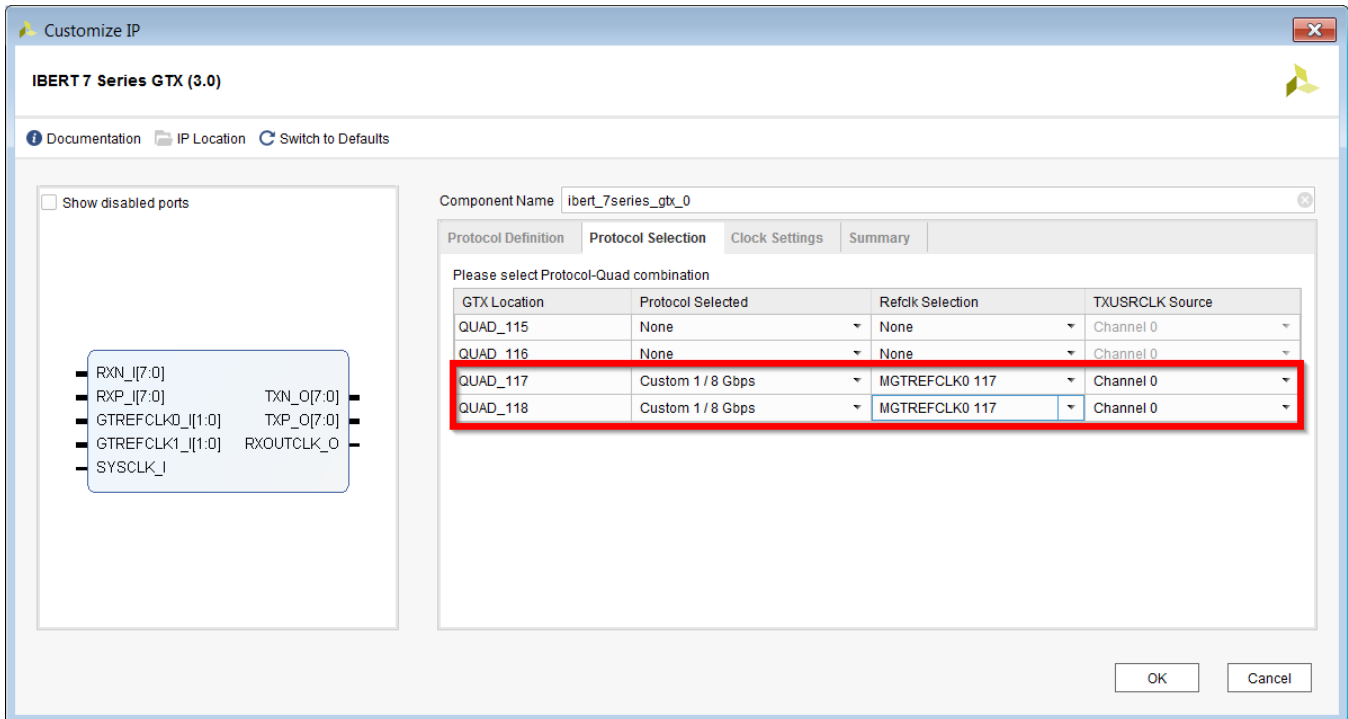 Customize IP
IBERT 7 Series GTX (3.0)
Documentation IP Location Switch to Defaults
Show disabled ports
RXN_I[7:0]
RXP_I[7:0] TXN_O[7:0]
GTREFCLK0_I[1:0] TXP_O[7:0]
GTREFCLK1_I[1:0] RXOUTCLK_O
SYSCLK_I
Component Name ibert_7series_gtx_0
Protocol Definition Protocol Selection Clock Settings Summary
Please select Protocol-Quad combination
GTX Location Protocol Selected Refclk Selection TXUSRCLK Source
QUAD_115 None None Channel 0
QUAD_116 None None Channel 0
QUAD_117 Custom 1 / 8 Gbps MGTREFCLK0 117 Channel 0
QUAD_118 Custom 1 / 8 Gbps MGTREFCLK0 117 Channel 0
OK Cancel